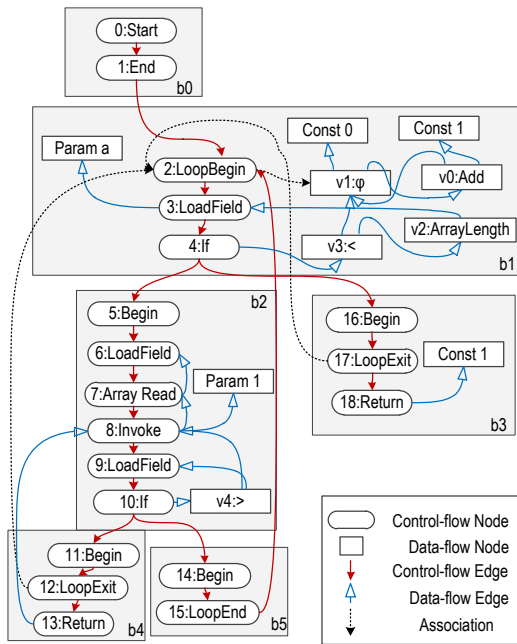 0:Start
1:End
b0
Const 0
Const 1
Param a
2:LoopBegin
v1:φ
v0:Add
3:LoadField
v2:ArrayLength
4:If
v3:<
b1
b2
5:Begin
6:LoadField
7:Array Read
Param 1
8:Invoke
9:LoadField
10:If
v4:>
16:Begin
17:LoopExit
Const 1
18:Return
b3
11:Begin
12:LoopExit
13:Return
b4
14:Begin
15:LoopEnd
b5
Control-flow Node
Data-flow Node
Control-flow Edge
Data-flow Edge
Association